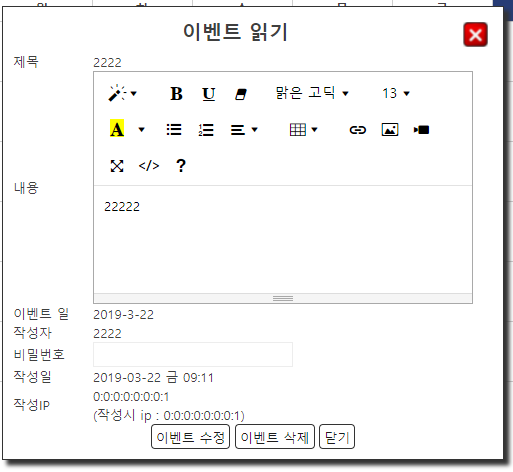 이벤트 읽기
제목 2222
B U 맑은 고딕 13
A
</> ?
내용
22222
이벤트 일 2019-3-22
작성자 2222
비밀번호
작성일 2019-03-22 금 09:11
작성IP 0:0:0:0:0:0:0:1
(작성시 ip : 0:0:0:0:0:0:0:1)
이벤트 수정 이벤트 삭제 닫기